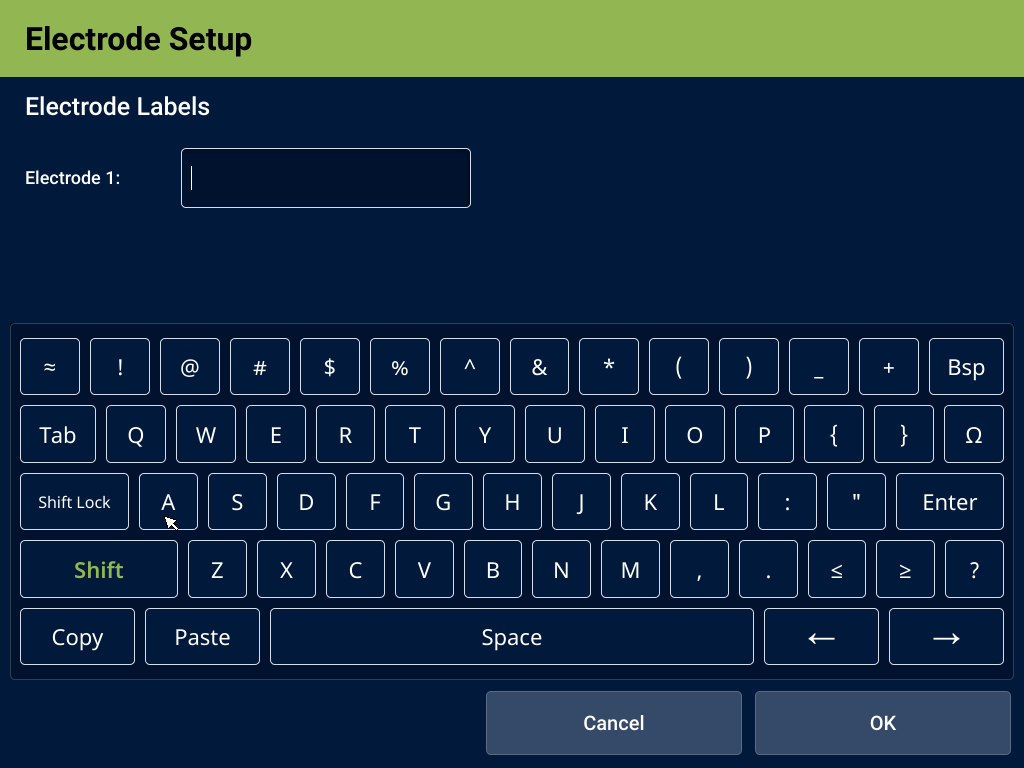 Electrode Setup
Electrode Labels
Electrode 1:
≈ ! @ # $ % ^ & * ( ) _ + Bsp
Tab Q W E R T Y U I O P { } Ω
Shift Lock A S D F G H J K L : " Enter
Shift Z X C V B N M , . ≤ ≥ ?
Copy Paste Space ← →
Cancel OK